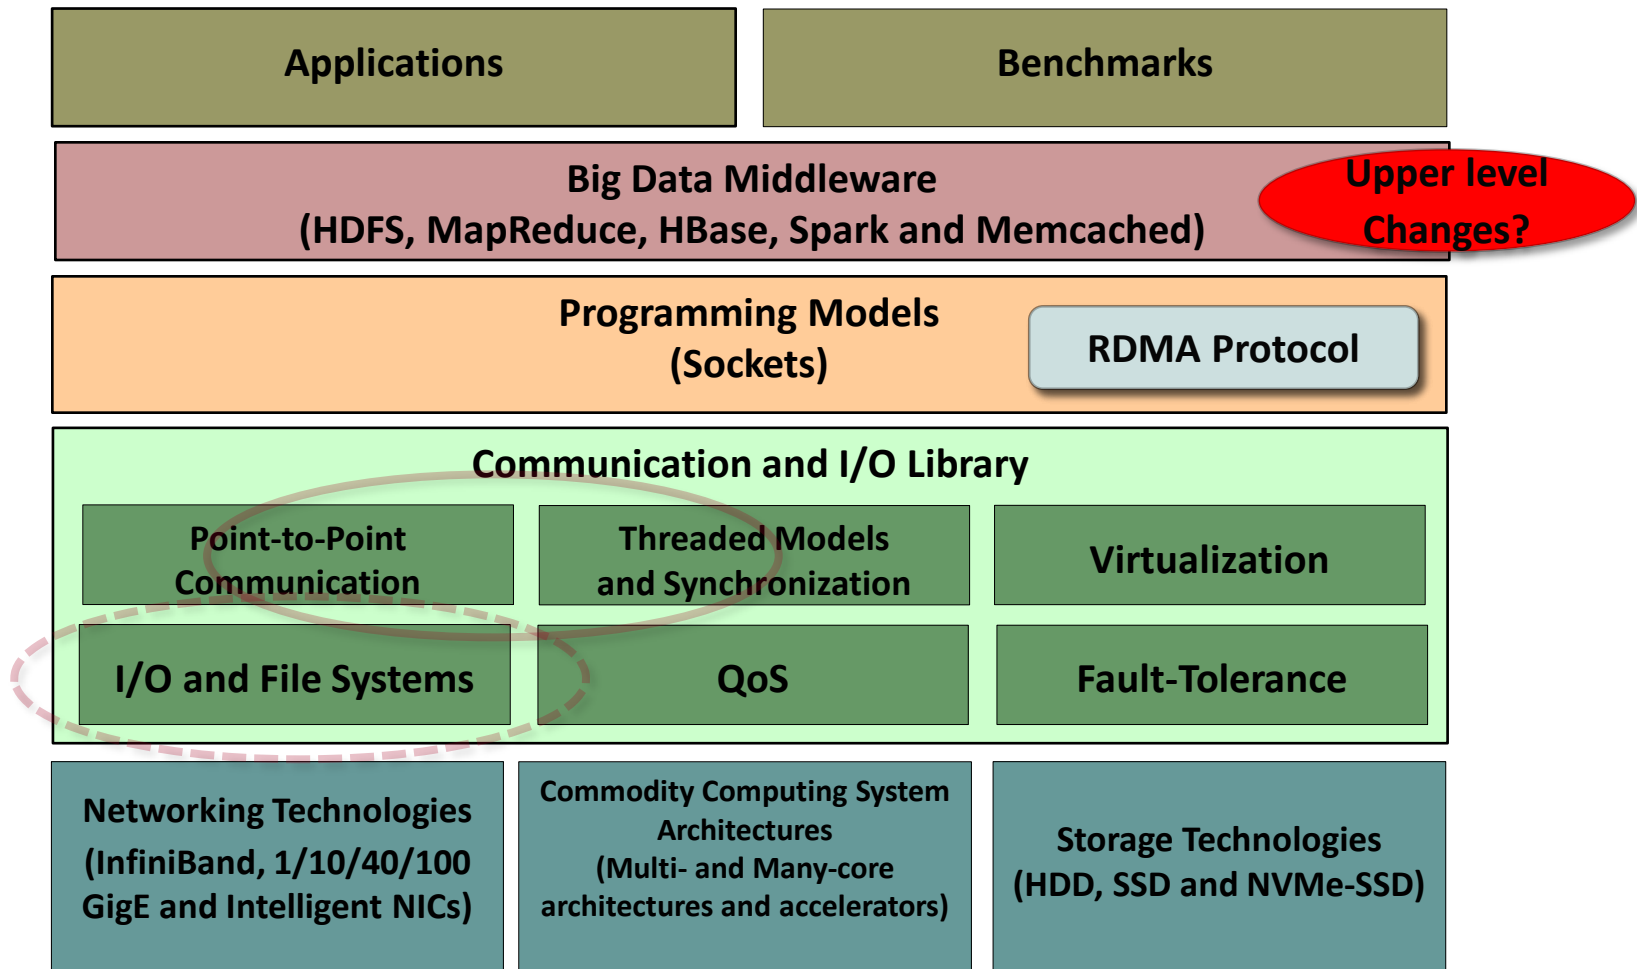 Applications
Benchmarks
Big Data Middleware
(HDFS, MapReduce, HBase, Spark and Memcached)
Upper level
Changes?
Programming Models
(Sockets)
RDMA Protocol
Communication and I/O Library
Point-to-Point
Communication
Threaded Models
and Synchronization
Virtualization
I/O and File Systems
QoS
Fault-Tolerance
Networking Technologies
(InfiniBand, 1/10/40/100
GigE and Intelligent NICs)
Commodity Computing System
Architectures
(Multi- and Many-core
architectures and accelerators)
Storage Technologies
(HDD, SSD and NVMe-SSD)